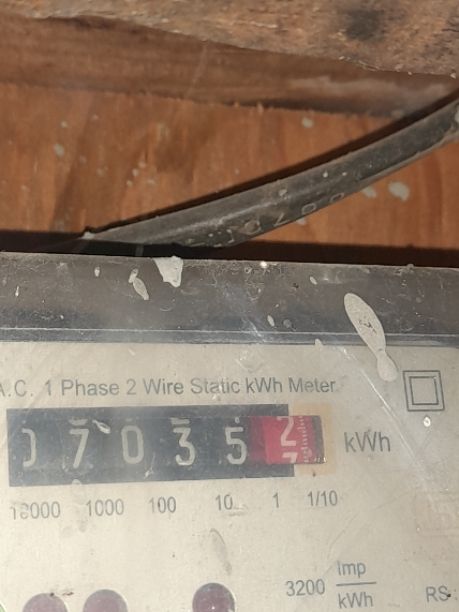 A.C. 1 Phase 2 Wire Static kWh Meter
07035 kWh
10000 1000 100 10 1 1/10
3200 Imp
kWh
RS